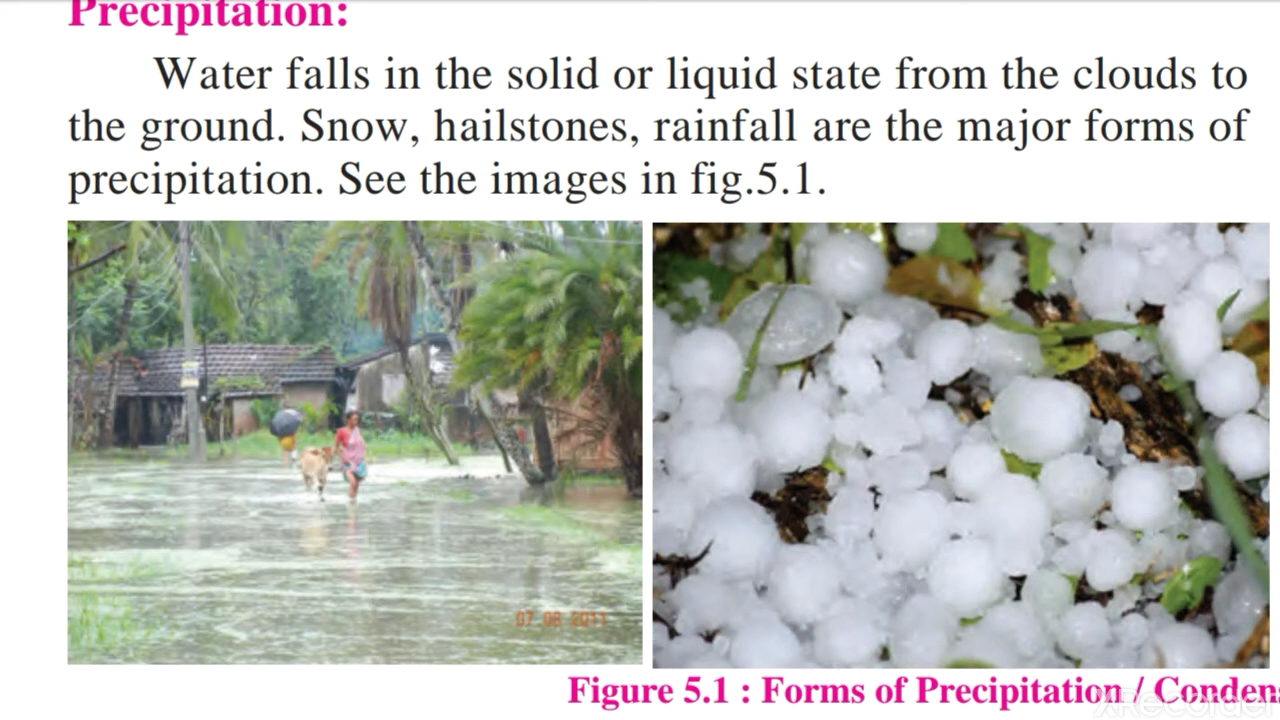 Precipitation:
Water falls in the solid or liquid state from the clouds to
the ground. Snow, hailstones, rainfall are the major forms of
precipitation. See the images in fig.5.1.
07 08 2011
Figure 5.1 : Forms of Precipitation / Conden
XRecorder